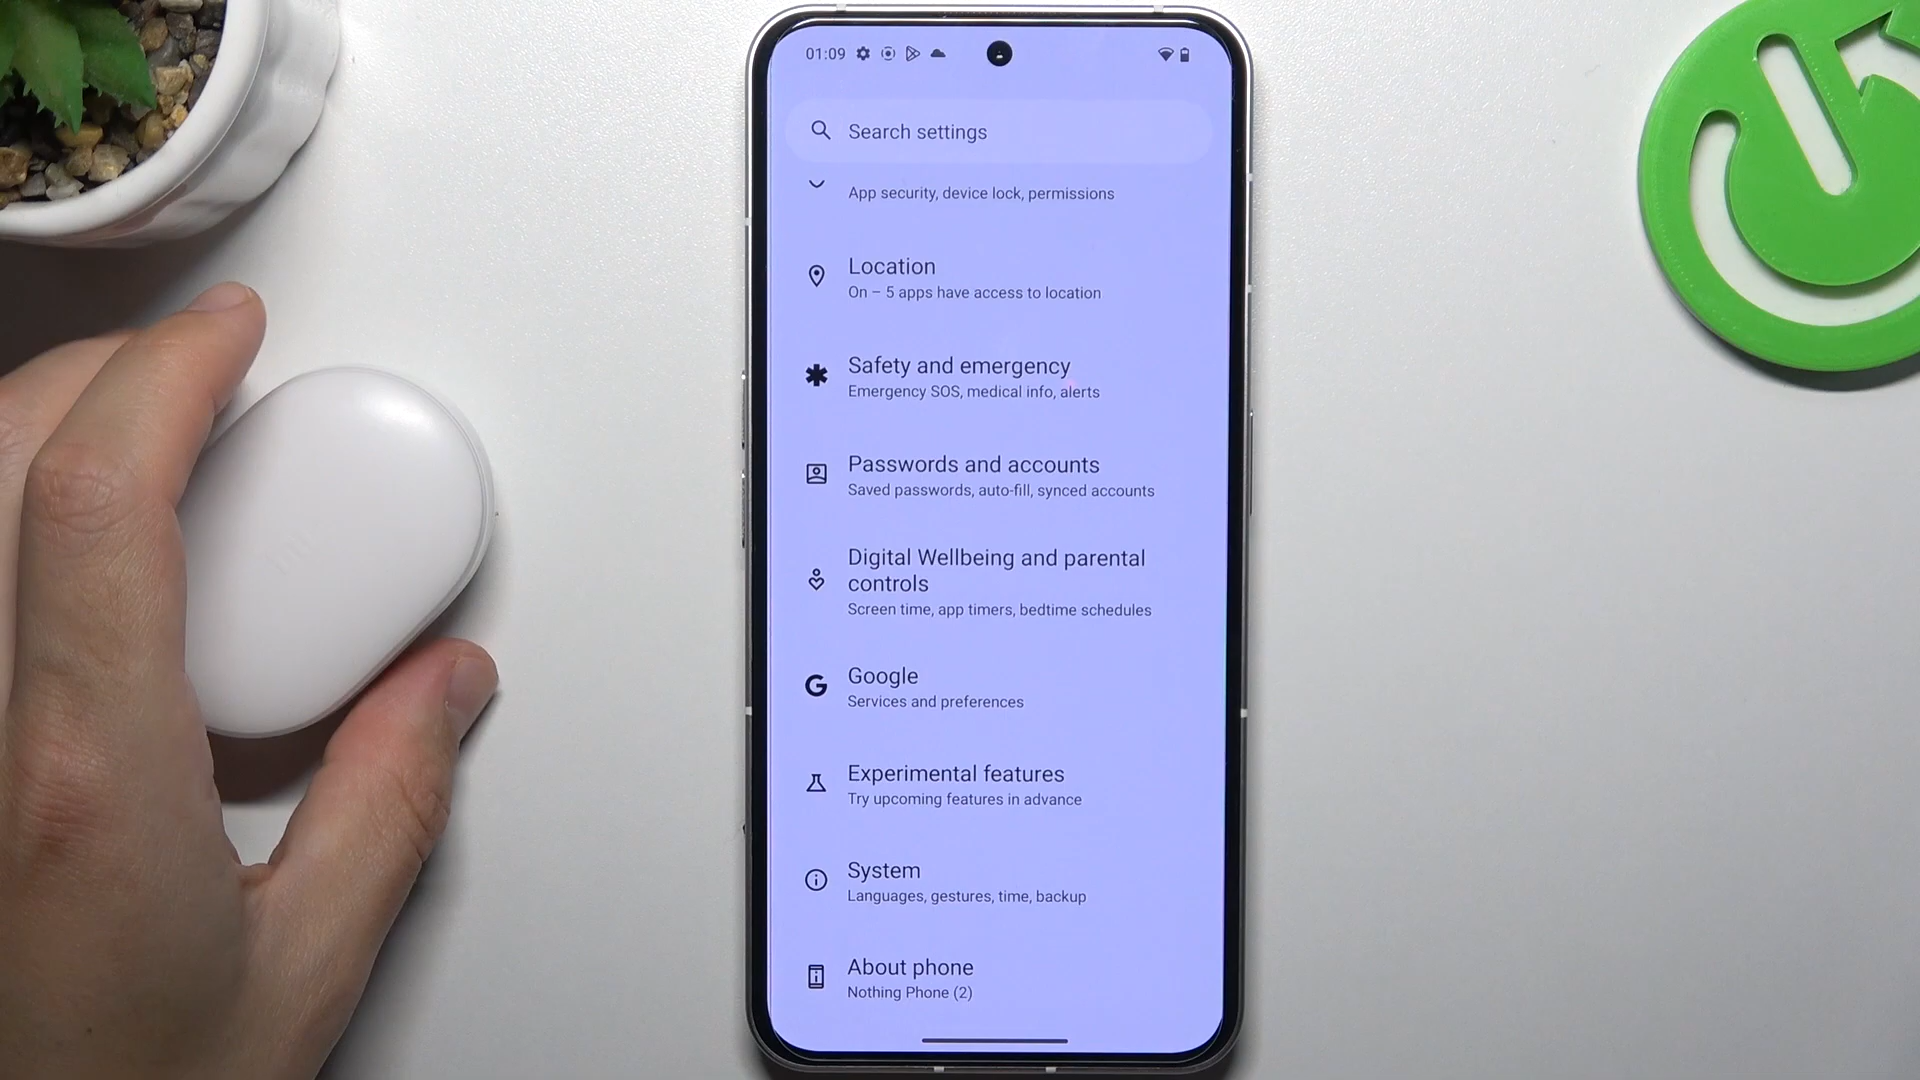 01:09
Search settings
App security, device lock, permissions
Location
On – 5 apps have access to location
Safety and emergency
Emergency SOS, medical info, alerts
Passwords and accounts
Saved passwords, auto-fill, synced accounts
Digital Wellbeing and parental
controls
Screen time, app timers, bedtime schedules
Google
Services and preferences
Experimental features
Try upcoming features in advance
System
Languages, gestures, time, backup
About phone
Nothing Phone (2)